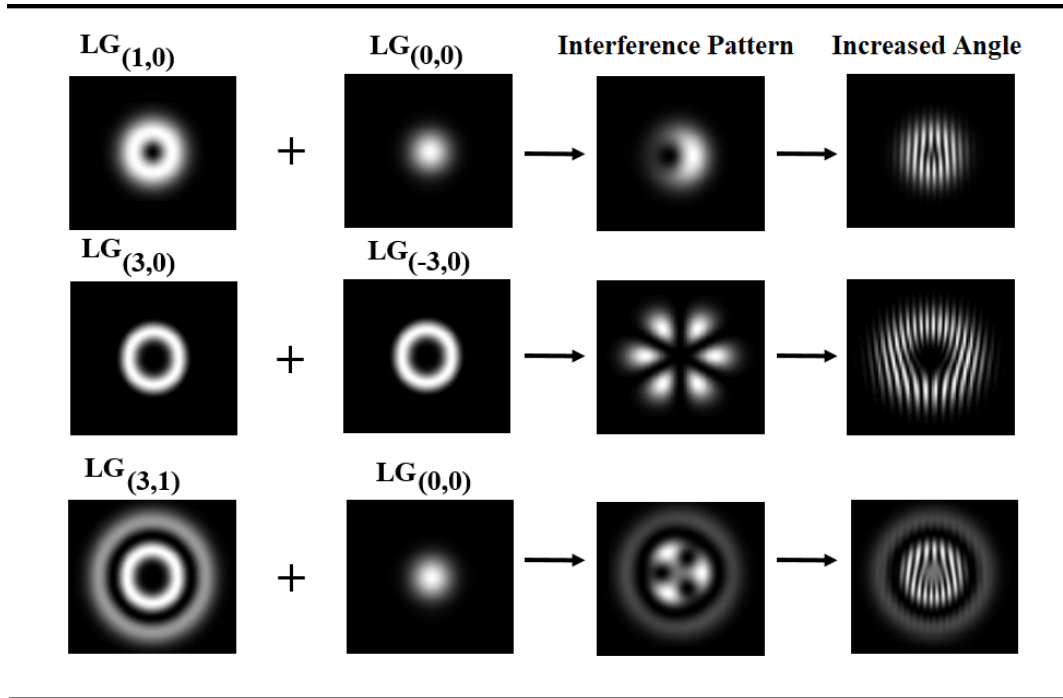 LG(1,0) LG(0,0) Interference Pattern Increased Angle
+
LG(3,0) LG(-3,0)
+
LG(3,1) LG(0,0)
+